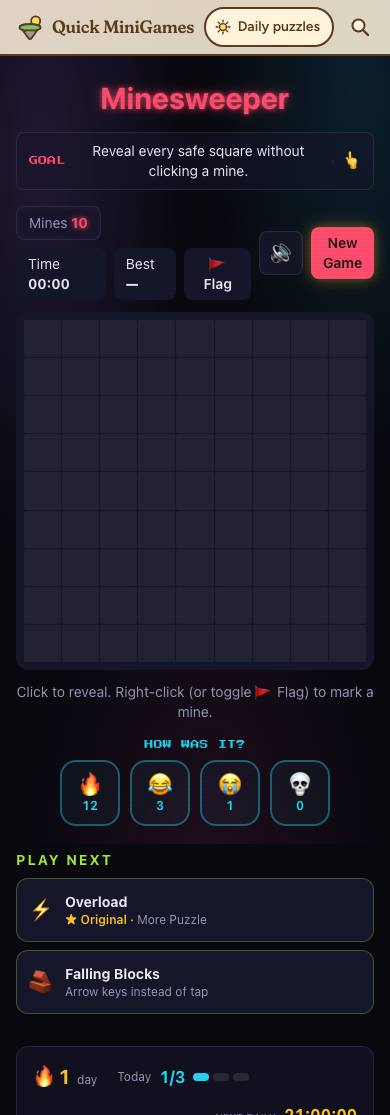 Quick MiniGames
Daily puzzles
Minesweeper
GOAL
Reveal every safe square without
clicking a mine.
Mines 10
Time
00:00
Best
—
Flag
New
Game
Click to reveal. Right-click (or toggle 🚩 Flag) to mark a
mine.
HOW WAS IT?
12
3
1
0
PLAY NEXT
Overload
★ Original · More Puzzle
Falling Blocks
Arrow keys instead of tap
1 day
Today 1/3